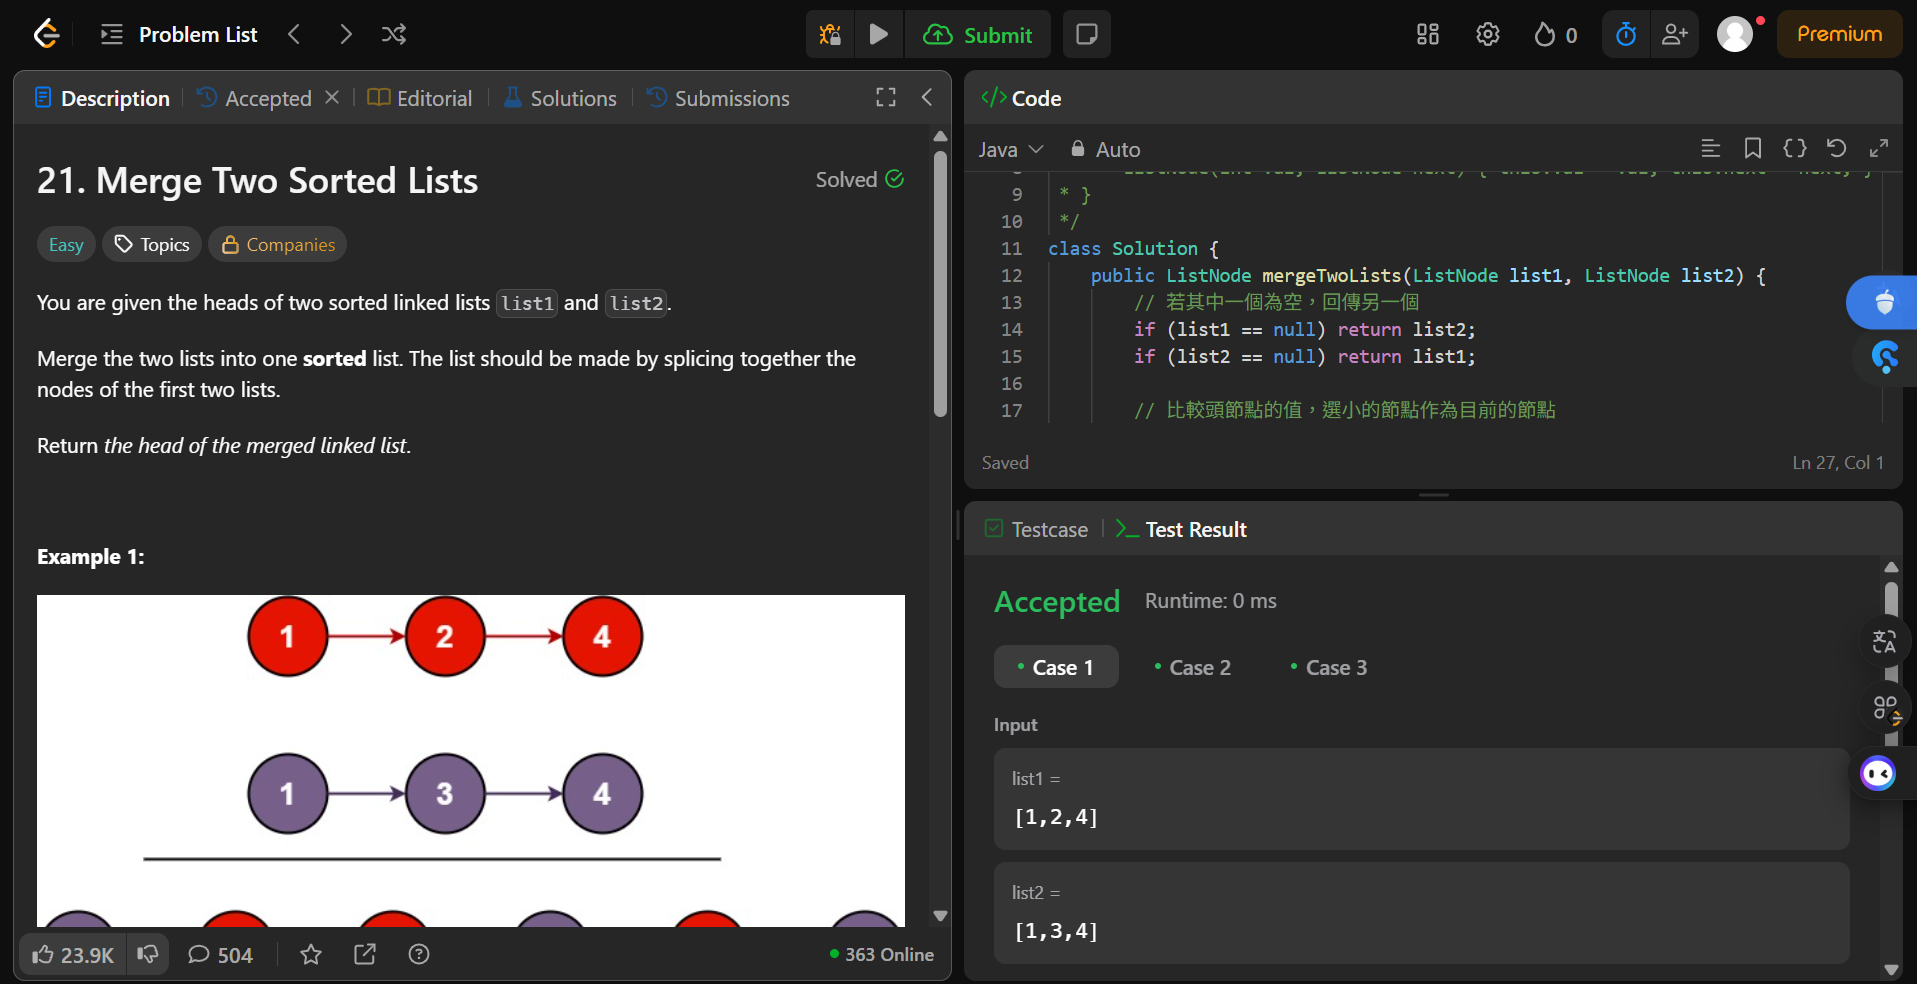 Problem List
Submit
0
Premium
Description
Accepted
Editorial
Solutions
Submissions
21. Merge Two Sorted Lists
Solved
Easy
Topics
Companies
You are given the heads of two sorted linked lists list1 and list2.
Merge the two lists into one sorted list. The list should be made by splicing together the
nodes of the first two lists.
Return the head of the merged linked list.
Example 1:
1 2 4
1 3 4
23.9K
504
363 Online
</> Code
Java
Auto
9 * }
10 */
11 class Solution {
12 public ListNode mergeTwoLists(ListNode list1, ListNode list2) {
13 // 若其中一個為空，回傳另一個
14 if (list1 == null) return list2;
15 if (list2 == null) return list1;
16
17 // 比較頭節點的值，選小的節點作為目前的節點
Saved
Ln 27, Col 1
Testcase
Test Result
Accepted
Runtime: 0 ms
Case 1
Case 2
Case 3
Input
list1 =
[1,2,4]
list2 =
[1,3,4]